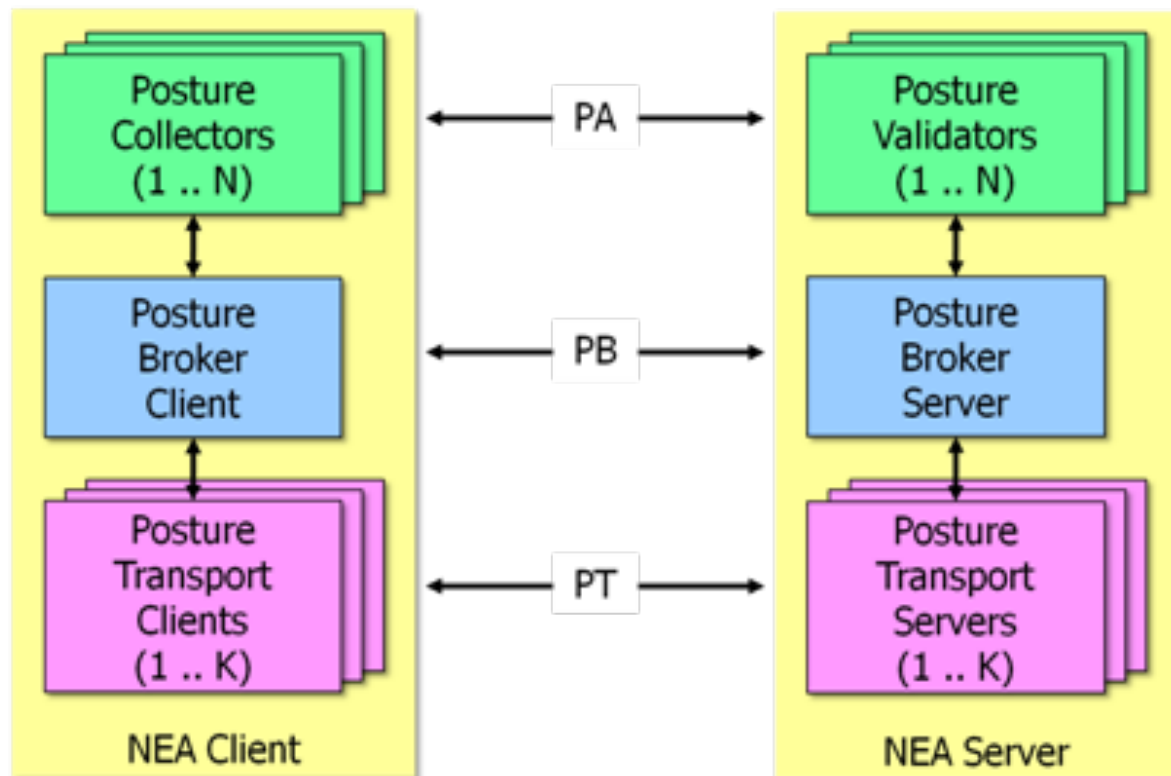 Posture
Collectors
(1 .. N)
PA
Posture
Validators
(1 .. N)
Posture
Broker
Client
PB
Posture
Broker
Server
Posture
Transport
Clients
(1 .. K)
PT
Posture
Transport
Servers
(1 .. K)
NEA Client
NEA Server